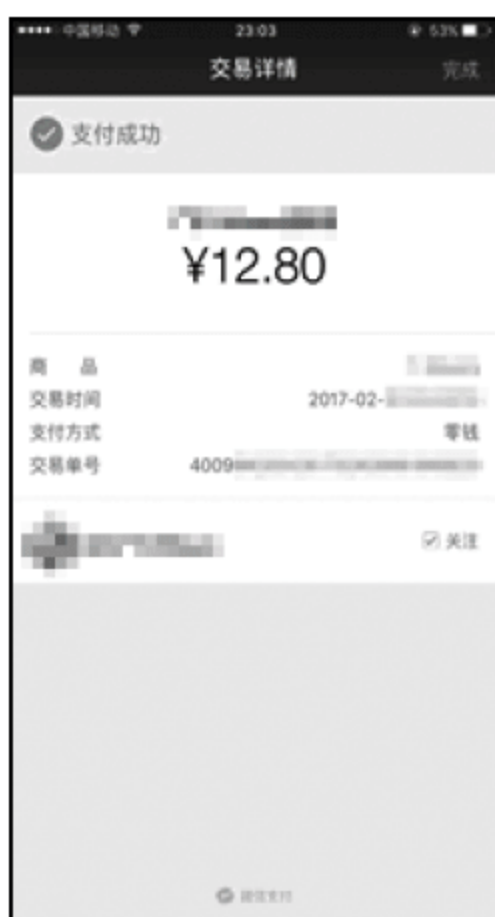 中国移动 23:03 53%
交易详情 完成
支付成功
¥12.80
商 品
交易时间 2017-02-
支付方式 零钱
交易单号 4009
关注
微信支付